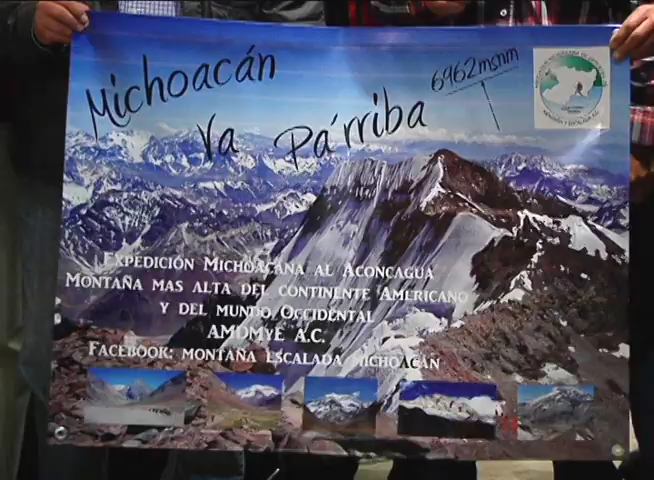 Michoacán
6962msnm
Va Pa´rriba
Expedición Michoacana al Aconcagua
Montaña mas alta del continente Americano
y del mundo Occidental
AMDMYE A.C.
Facebook: montaña escalada michoacán